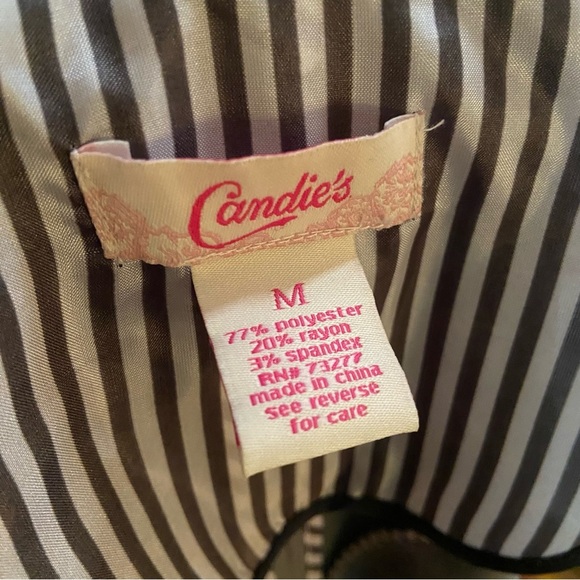 Candie's
M
77% polyester
20% rayon
3% spandex
RN# 73277
made in china
see reverse
for care